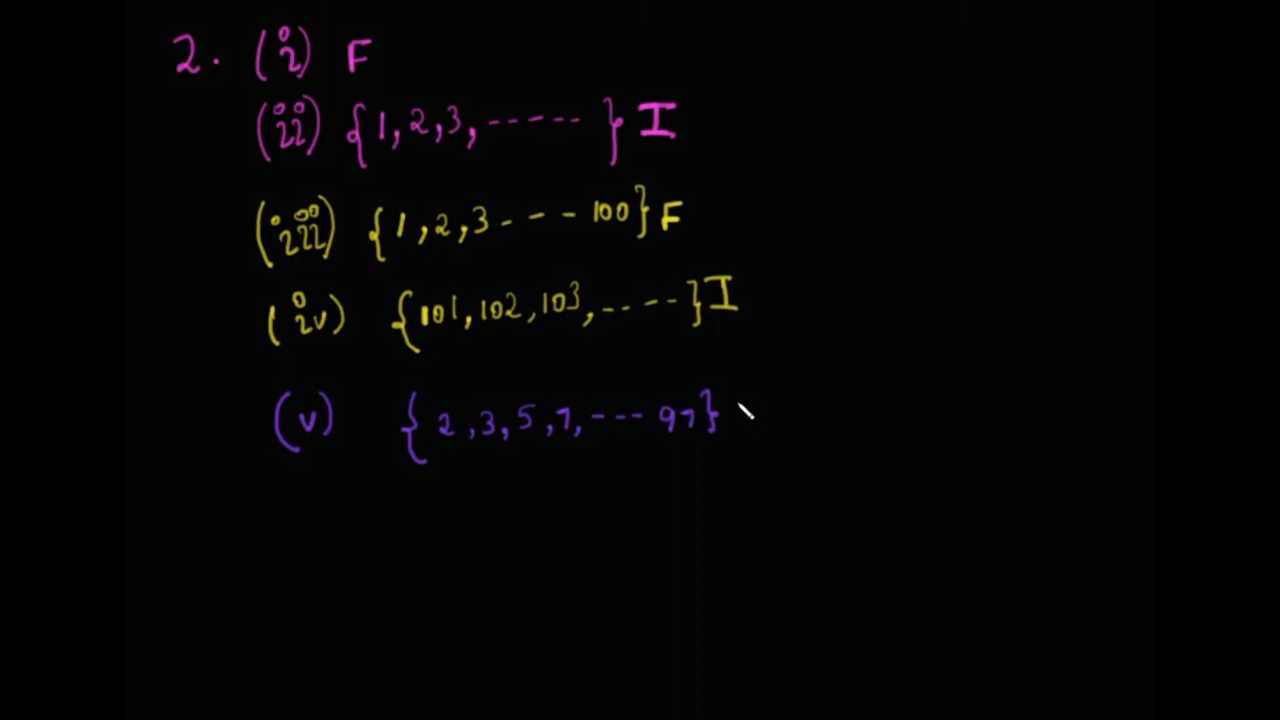 2. (i) F
(ii) {1, 2, 3, ------ } I
(iii) {1, 2, 3 - - - - 100} F
(iv) {101, 102, 103, ----- } I
(v) {2, 3, 5, 7, --- 97}